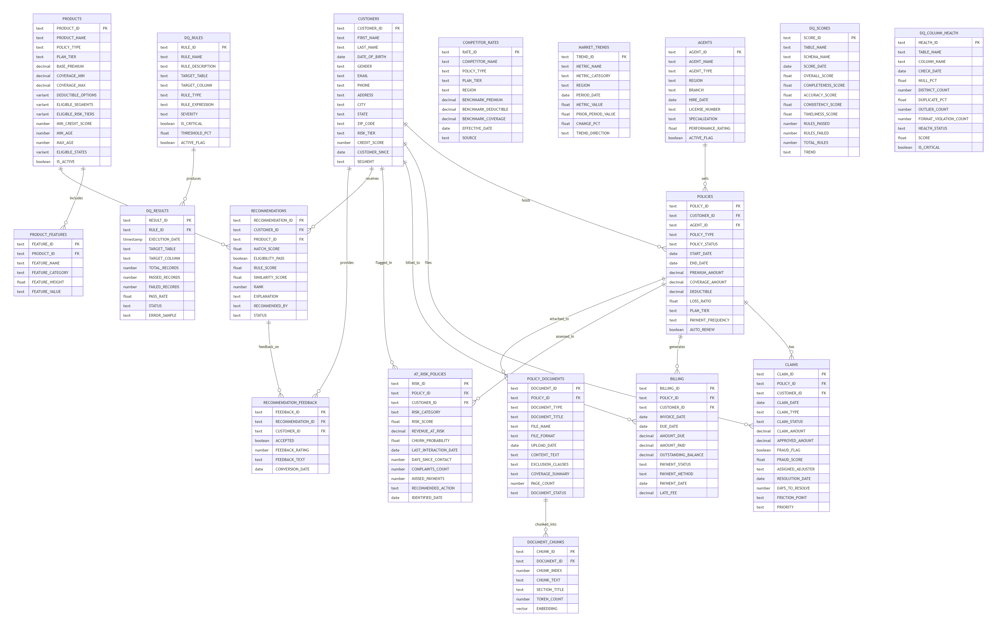 PRODUCTS
text PRODUCT_ID PK
text PRODUCT_NAME
text POLICY_TYPE
text PLAN_TIER
decimal BASE_PREMIUM
decimal COVERAGE_MIN
decimal COVERAGE_MAX
variant DEDUCTIBLE_OPTIONS
variant ELIGIBLE_SEGMENTS
variant ELIGIBLE_RISK_TIERS
number MIN_CREDIT_SCORE
number MIN_AGE
number MAX_AGE
variant ELIGIBLE_STATES
boolean IS_ACTIVE
DQ_RULES
text RULE_ID PK
text RULE_NAME
text RULE_DESCRIPTION
text TARGET_TABLE
text TARGET_COLUMN
text RULE_TYPE
text RULE_EXPRESSION
text SEVERITY
boolean IS_CRITICAL
float THRESHOLD_PCT
boolean ACTIVE_FLAG
CUSTOMERS
text CUSTOMER_ID PK
text FIRST_NAME
text LAST_NAME
date DATE_OF_BIRTH
text GENDER
text EMAIL
text PHONE
text ADDRESS
text CITY
text STATE
text ZIP_CODE
text RISK_TIER
number CREDIT_SCORE
date CUSTOMER_SINCE
text SEGMENT
COMPETITOR_RATES
text RATE_ID PK
text COMPETITOR_NAME
text POLICY_TYPE
text PLAN_TIER
text REGION
decimal BENCHMARK_PREMIUM
decimal BENCHMARK_DEDUCTIBLE
decimal BENCHMARK_COVERAGE
date EFFECTIVE_DATE
text SOURCE
MARKET_TRENDS
text TREND_ID PK
text METRIC_NAME
text METRIC_CATEGORY
text REGION
date PERIOD_DATE
float METRIC_VALUE
float PRIOR_PERIOD_VALUE
float CHANGE_PCT
text TREND_DIRECTION
AGENTS
text AGENT_ID PK
text AGENT_NAME
text AGENT_TYPE
text REGION
text BRANCH
date HIRE_DATE
text LICENSE_NUMBER
text SPECIALIZATION
float PERFORMANCE_RATING
boolean ACTIVE_FLAG
DQ_SCORES
text SCORE_ID PK
text TABLE_NAME
text SCHEMA_NAME
date SCORE_DATE
float OVERALL_SCORE
float COMPLETENESS_SCORE
float ACCURACY_SCORE
float CONSISTENCY_SCORE
float TIMELINESS_SCORE
number RULES_PASSED
number RULES_FAILED
number TOTAL_RULES
text TREND
DQ_COLUMN_HEALTH
text HEALTH_ID PK
text TABLE_NAME
text COLUMN_NAME
date CHECK_DATE
float NULL_PCT
number DISTINCT_COUNT
float DUPLICATE_PCT
number OUTLIER_COUNT
number FORMAT_VIOLATION_COUNT
text HEALTH_STATUS
float SCORE
boolean IS_CRITICAL
produces
receives
sells
includes
holds
PRODUCT_FEATURES
text FEATURE_ID PK
text PRODUCT_ID FK
text FEATURE_NAME
text FEATURE_CATEGORY
float FEATURE_WEIGHT
text FEATURE_VALUE
DQ_RESULTS
text RESULT_ID PK
text RULE_ID FK
timestamp EXECUTION_DATE
text TARGET_TABLE
text TARGET_COLUMN
number TOTAL_RECORDS
number PASSED_RECORDS
number FAILED_RECORDS
float PASS_RATE
text STATUS
text ERROR_SAMPLE
RECOMMENDATIONS
text RECOMMENDATION_ID PK
text CUSTOMER_ID FK
text PRODUCT_ID FK
float MATCH_SCORE
boolean ELIGIBILITY_PASS
float RULE_SCORE
float SIMILARITY_SCORE
number RANK
text EXPLANATION
text RECOMMENDED_BY
text STATUS
POLICIES
text POLICY_ID PK
text CUSTOMER_ID FK
text AGENT_ID FK
text POLICY_TYPE
text POLICY_STATUS
date START_DATE
date END_DATE
decimal PREMIUM_AMOUNT
decimal COVERAGE_AMOUNT
decimal DEDUCTIBLE
float LOSS_RATIO
text PLAN_TIER
text PAYMENT_FREQUENCY
boolean AUTO_RENEW
provides
flagged_in
billed_to
files
attached_to
assessed_in
feedback_on
generates
has
RECOMMENDATION_FEEDBACK
text FEEDBACK_ID PK
text RECOMMENDATION_ID FK
text CUSTOMER_ID FK
boolean ACCEPTED
number FEEDBACK_RATING
text FEEDBACK_TEXT
date CONVERSION_DATE
AT_RISK_POLICIES
text RISK_ID PK
text POLICY_ID FK
text CUSTOMER_ID FK
text RISK_CATEGORY
float RISK_SCORE
decimal REVENUE_AT_RISK
float CHURN_PROBABILITY
date LAST_INTERACTION_DATE
number DAYS_SINCE_CONTACT
number COMPLAINTS_COUNT
number MISSED_PAYMENTS
text RECOMMENDED_ACTION
date IDENTIFIED_DATE
POLICY_DOCUMENTS
text DOCUMENT_ID PK
text POLICY_ID FK
text DOCUMENT_TYPE
text DOCUMENT_TITLE
text FILE_NAME
text FILE_FORMAT
date UPLOAD_DATE
text CONTENT_TEXT
text EXCLUSION_CLAUSES
text COVERAGE_SUMMARY
number PAGE_COUNT
text DOCUMENT_STATUS
BILLING
text BILLING_ID PK
text POLICY_ID FK
text CUSTOMER_ID FK
date INVOICE_DATE
date DUE_DATE
decimal AMOUNT_DUE
decimal AMOUNT_PAID
decimal OUTSTANDING_BALANCE
text PAYMENT_STATUS
text PAYMENT_METHOD
date PAYMENT_DATE
decimal LATE_FEE
CLAIMS
text CLAIM_ID PK
text POLICY_ID FK
text CUSTOMER_ID FK
date CLAIM_DATE
text CLAIM_TYPE
text CLAIM_STATUS
decimal CLAIM_AMOUNT
decimal APPROVED_AMOUNT
boolean FRAUD_FLAG
float FRAUD_SCORE
text ASSIGNED_ADJUSTER
date RESOLUTION_DATE
number DAYS_TO_RESOLVE
text FRICTION_POINT
text PRIORITY
chunked_into
DOCUMENT_CHUNKS
text CHUNK_ID PK
text DOCUMENT_ID FK
number CHUNK_INDEX
text CHUNK_TEXT
text SECTION_TITLE
number TOKEN_COUNT
vector EMBEDDING